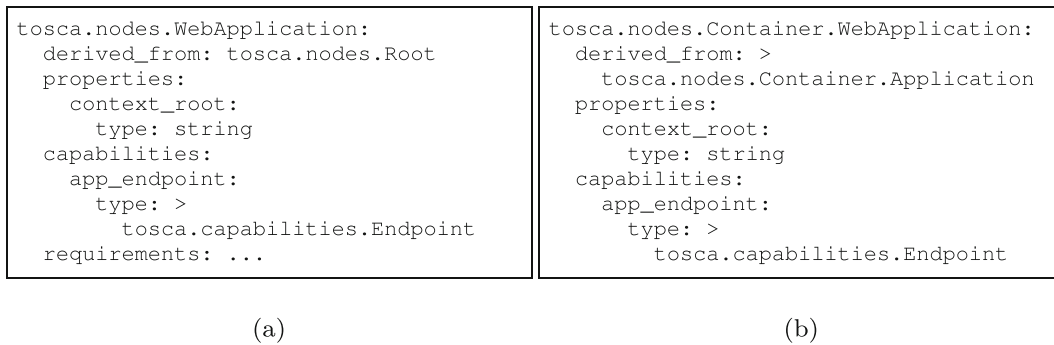 tosca.nodes.WebApplication:
  derived_from: tosca.nodes.Root
  properties:
    context_root:
      type: string
  capabilities:
    app_endpoint:
      type: >
        tosca.capabilities.Endpoint
  requirements: ...
(a)
tosca.nodes.Container.WebApplication:
  derived_from: >
    tosca.nodes.Container.Application
  properties:
    context_root:
      type: string
  capabilities:
    app_endpoint:
      type: >
        tosca.capabilities.Endpoint
(b)